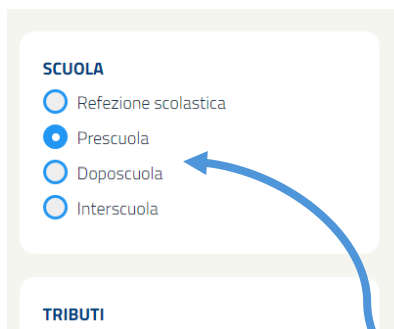 SCUOLA
Refezione scolastica
Prescuola
Doposcuola
Interscuola
TRIBUTI